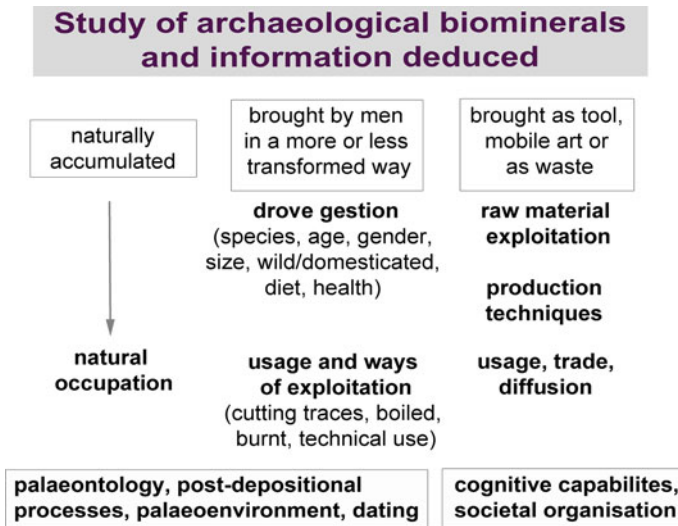 Study of archaeological biominerals
and information deduced
naturally
accumulated
brought by men
in a more or less
transformed way
brought as tool,
mobile art or
as waste
drove gestion
(species, age, gender,
size, wild/domesticated,
diet, health)
raw material
exploitation
production
techniques
natural
occupation
usage and ways
of exploitation
(cutting traces, boiled,
burnt, technical use)
usage, trade,
diffusion
palaeontology, post-depositional
processes, palaeoenvironment, dating
cognitive capabilites,
societal organisation